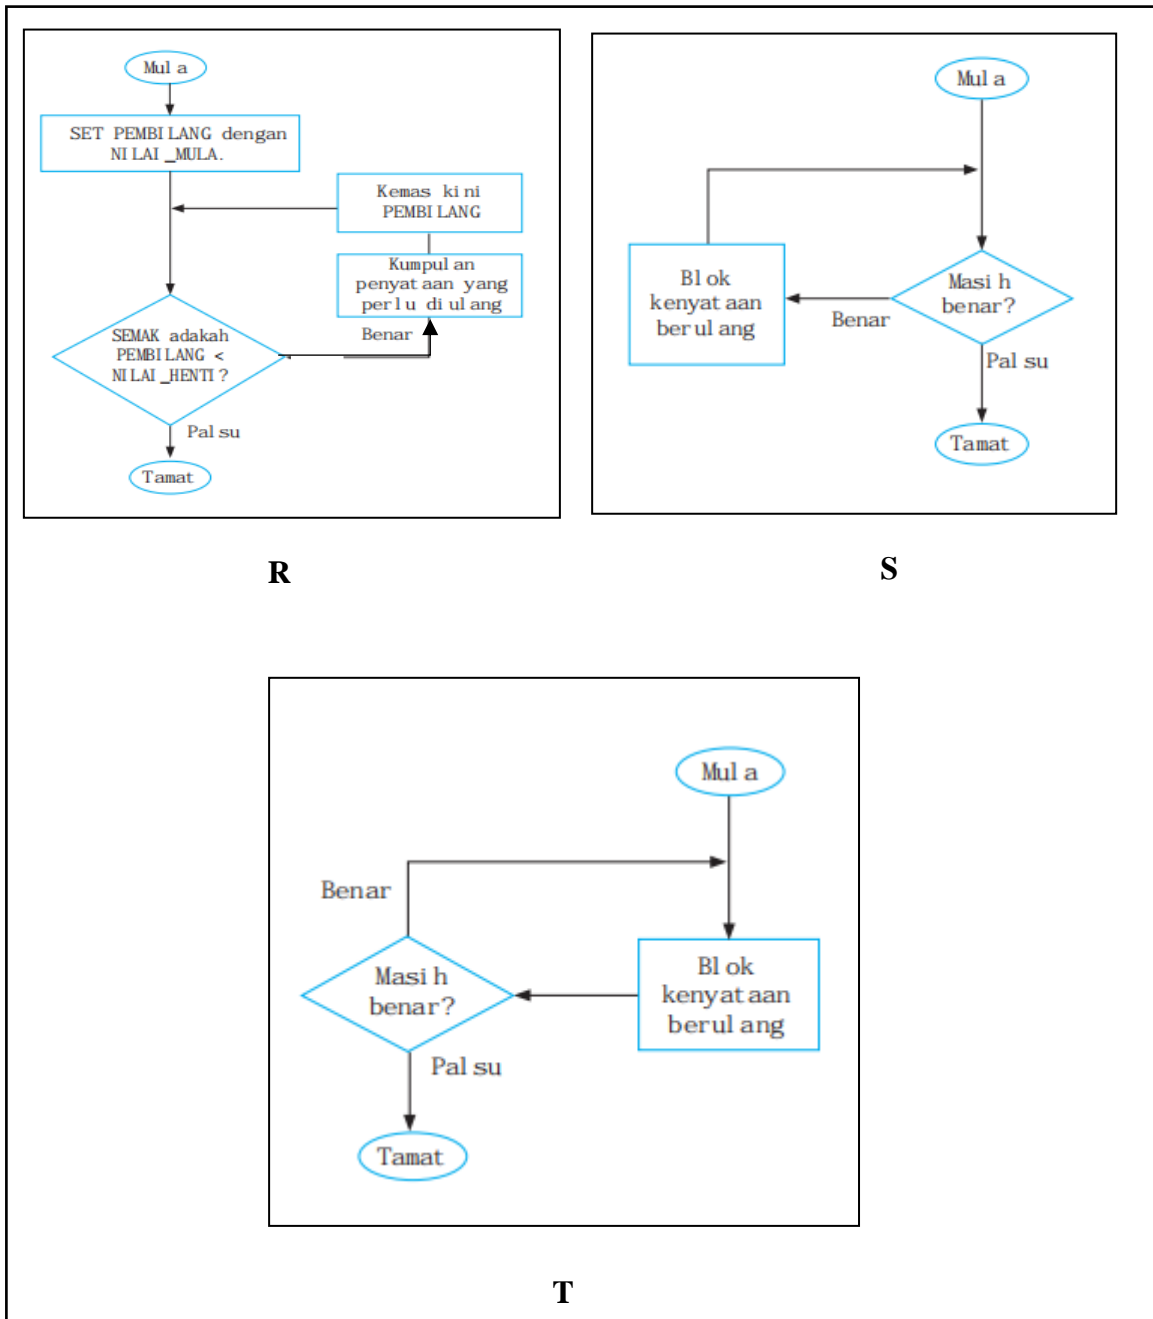 Mula
SET PEMBILANG dengan
NILAI_MULA.
Kemas kini
PEMBILANG
Kumpulan
penyataan yang
perlu diulang
Benar
SEMAK adakah
PEMBILANG <
NILAI_HENTI?
Palsu
Tamat
R
Mula
Blok
kenyataan
berulang
Benar
Masih
benar?
Palsu
Tamat
S
Mula
Benar
Masih
benar?
Blok
kenyataan
berulang
Palsu
Tamat
T